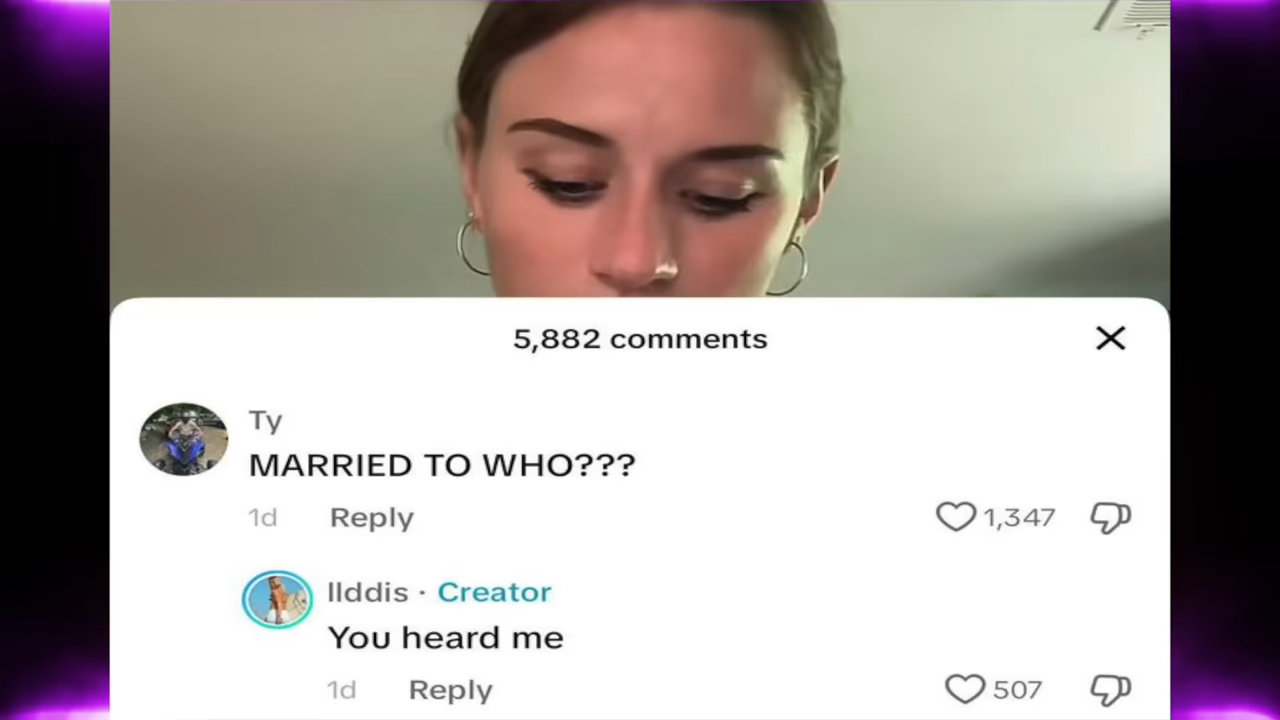 5,882 comments
Ty
MARRIED TO WHO???
1d Reply 1,347
llddis · Creator
You heard me
1d Reply 507